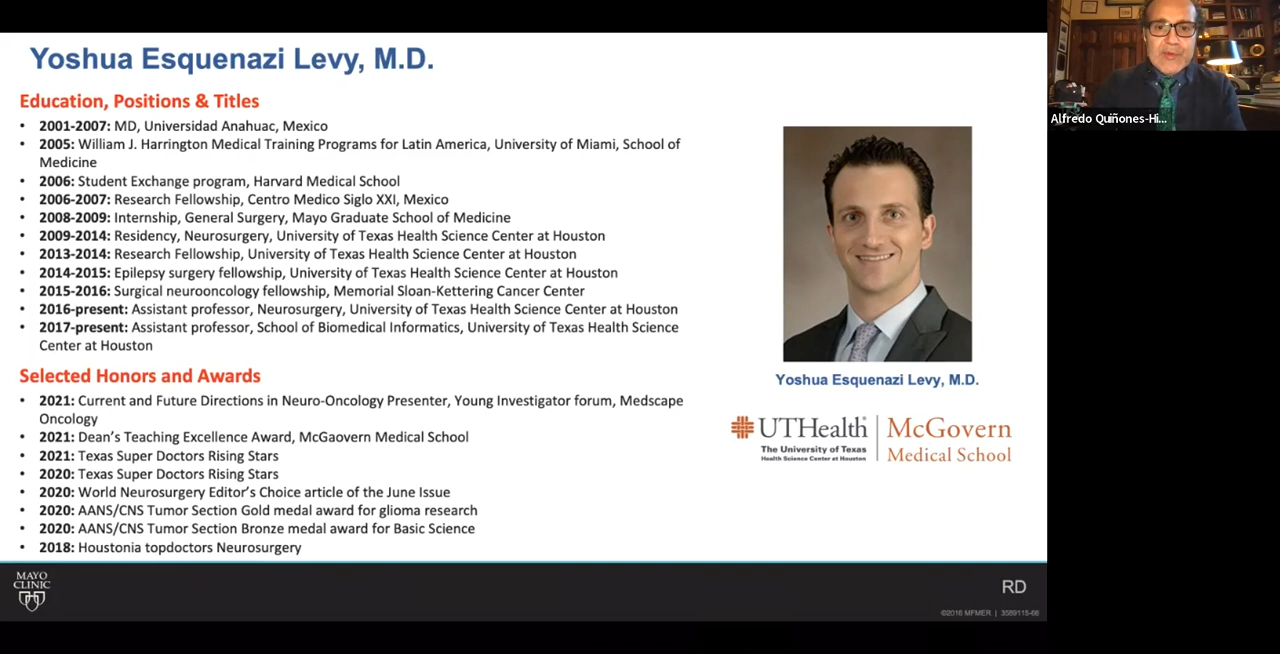 Yoshua Esquenazi Levy, M.D.
Education, Positions & Titles
• 2001-2007: MD, Universidad Anahuac, Mexico
• 2005: William J. Harrington Medical Training Programs for Latin America, University of Miami, School of
Medicine
• 2006: Student Exchange program, Harvard Medical School
• 2006-2007: Research Fellowship, Centro Medico Siglo XXI, Mexico
• 2008-2009: Internship, General Surgery, Mayo Graduate School of Medicine
• 2009-2014: Residency, Neurosurgery, University of Texas Health Science Center at Houston
• 2013-2014: Research Fellowship, University of Texas Health Science Center at Houston
• 2014-2015: Epilepsy surgery fellowship, University of Texas Health Science Center at Houston
• 2015-2016: Surgical neurooncology fellowship, Memorial Sloan-Kettering Cancer Center
• 2016-present: Assistant professor, Neurosurgery, University of Texas Health Science Center at Houston
• 2017-present: Assistant professor, School of Biomedical Informatics, University of Texas Health Science
Center at Houston
Selected Honors and Awards
• 2021: Current and Future Directions in Neuro-Oncology Presenter, Young Investigator forum, Medscape
Oncology
• 2021: Dean's Teaching Excellence Award, McGaovern Medical School
• 2021: Texas Super Doctors Rising Stars
• 2020: Texas Super Doctors Rising Stars
• 2020: World Neurosurgery Editor's Choice article of the June Issue
• 2020: AANS/CNS Tumor Section Gold medal award for glioma research
• 2020: AANS/CNS Tumor Section Bronze medal award for Basic Science
• 2018: Houstonia topdoctors Neurosurgery
Yoshua Esquenazi Levy, M.D.
UTHealth
The University of Texas
Health Science Center at Houston
McGovern
Medical School
MAYO
CLINIC
RD
©2016 MFMER | 3589115-66
Alfredo Quiñones-Hi...